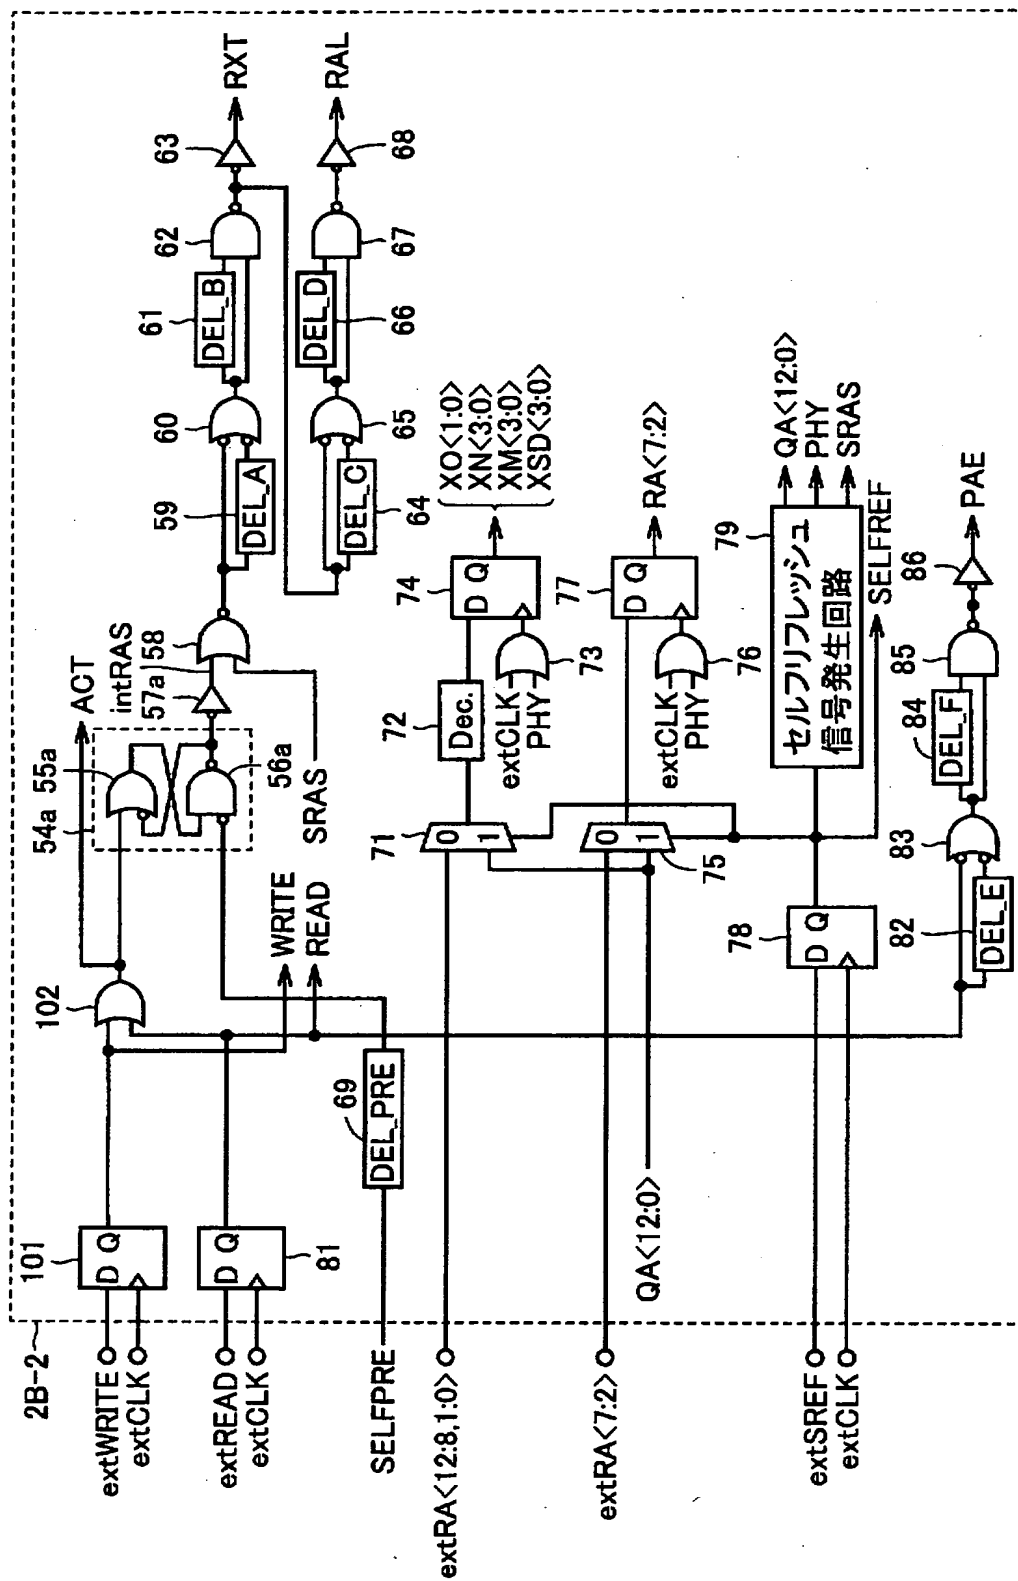 2B-2
extWRITE
extCLK
101
D Q
extREAD
extCLK
81
D Q
102
ACT
54a
55a
56a
intRAS
57a
58
SRAS
59
DEL_A
60
61
DEL_B
62
63
RXT
64
DEL_C
65
66
DEL_D
67
68
RAL
WRITE
READ
SELFPRE
69
DEL_PRE
extRA<12:8,1:0>
71
0
1
72
Dec.
extCLK
PHY
73
74
D Q
XO<1:0>
XN<3:0>
XM<3:0>
XSD<3:0>
extRA<7:2>
QA<12:0>
75
0
1
extCLK
PHY
76
77
D Q
RA<7:2>
extSREF
extCLK
78
D Q
79
セルフリフレッシュ
信号発生回路
QA<12:0>
PHY
SRAS
SELFREF
82
DEL_E
83
84
DEL_F
85
86
PAE